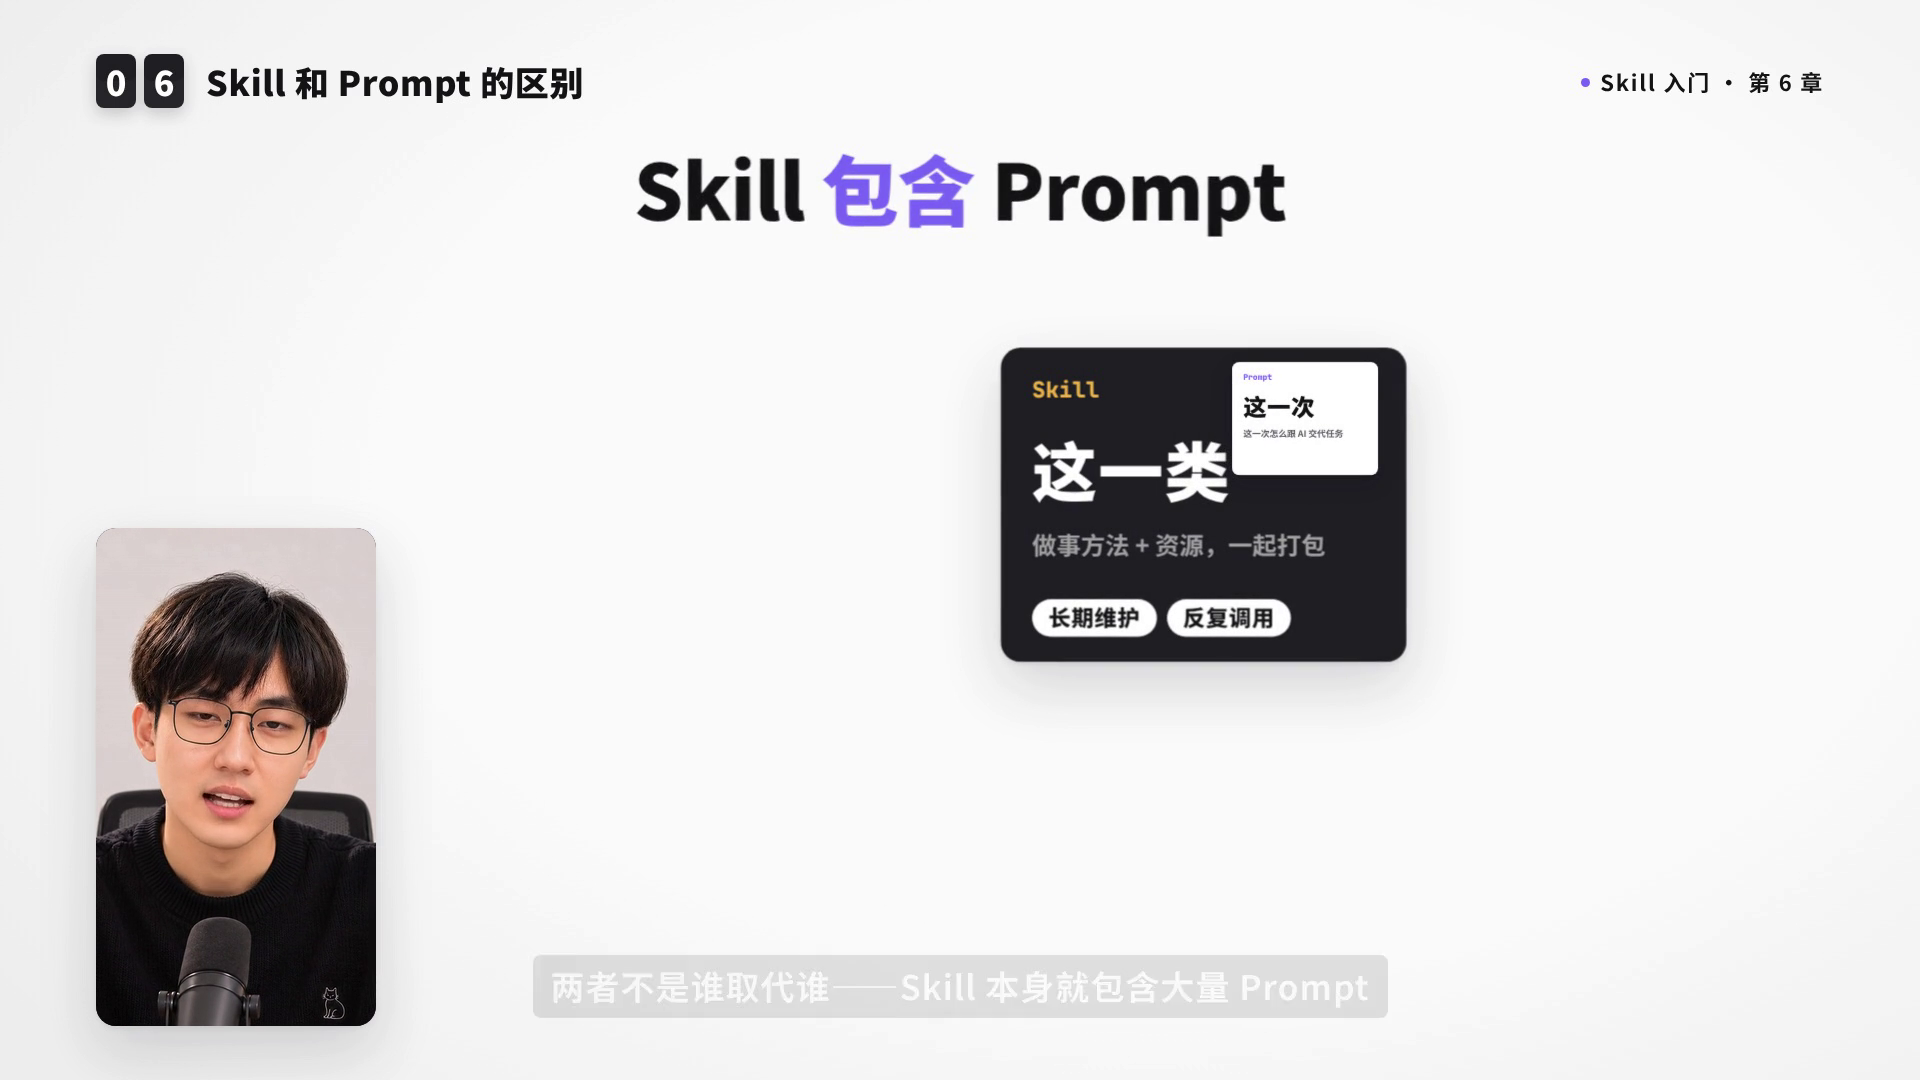 06 Skill 和 Prompt 的区别
Skill 入门 · 第 6 章
Skill 包含 Prompt
Skill
这一类
做事方法 + 资源，一起打包
长期维护 反复调用
Prompt
这一次
这一次怎么跟 AI 交代任务
两者不是谁取代谁——Skill 本身就包含大量 Prompt